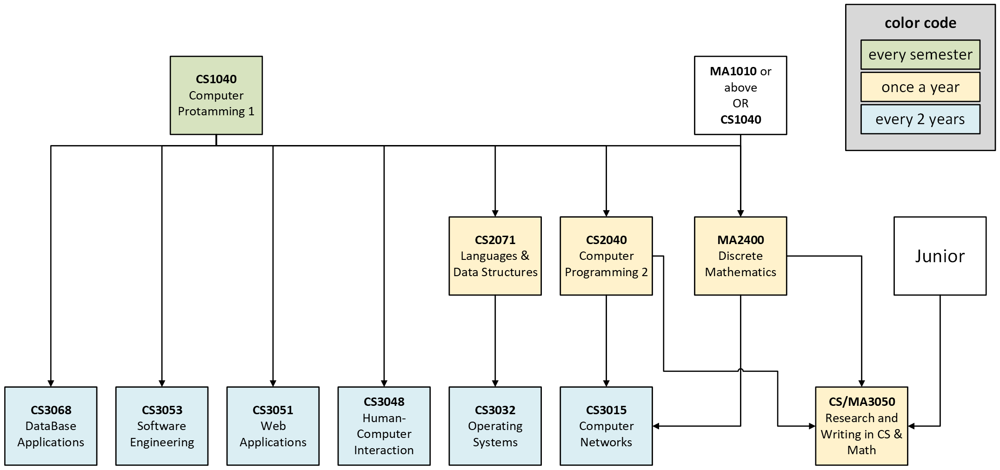 color code
every semester
once a year
every 2 years
CS1040
Computer
Protamming 1
MA1010 or
above
OR
CS1040
CS2071
Languages &
Data Structures
CS2040
Computer
Programming 2
MA2400
Discrete
Mathematics
Junior
CS3068
DataBase
Applications
CS3053
Software
Engineering
CS3051
Web
Applications
CS3048
Human-
Computer
Interaction
CS3032
Operating
Systems
CS3015
Computer
Networks
CS/MA3050
Research and
Writing in CS &
Math